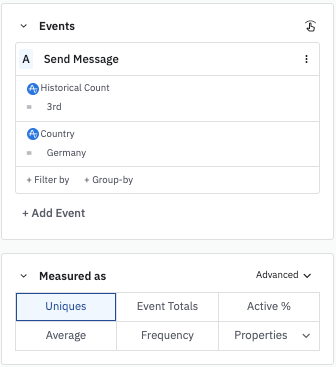 Events
A Send Message
Historical Count
= 3rd
Country
= Germany
+ Filter by + Group-by
+ Add Event
Measured as Advanced
Uniques Event Totals Active %
Average Frequency Properties